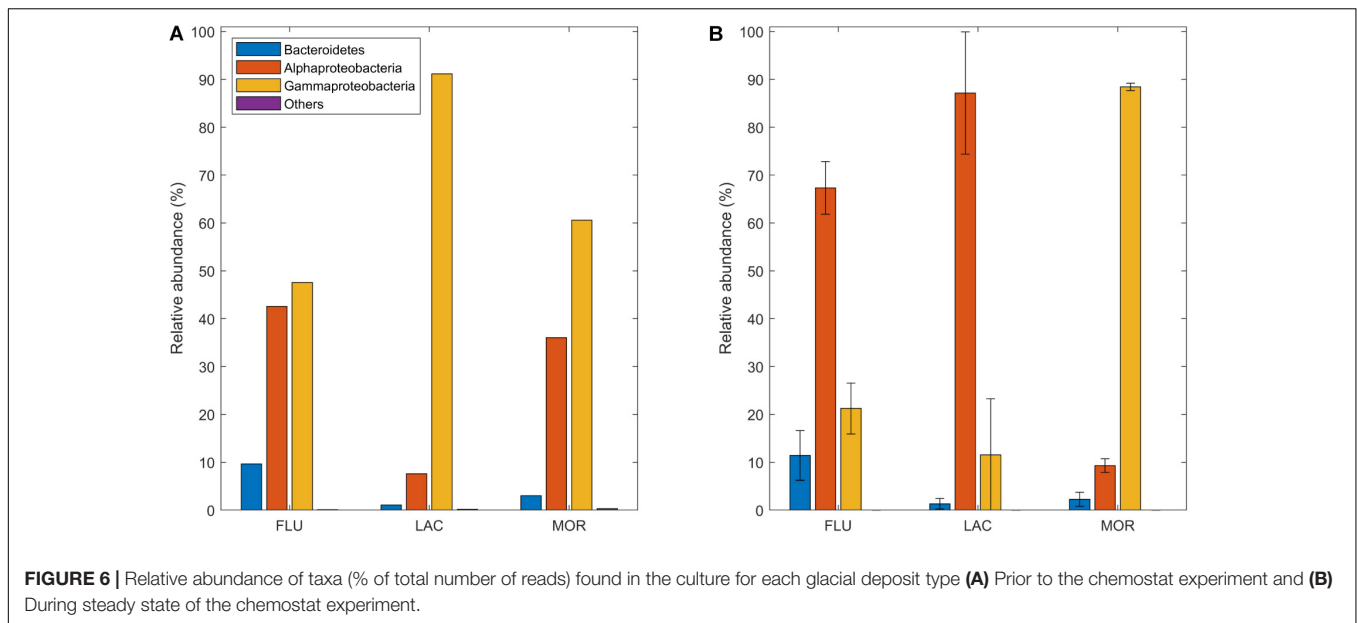 A
Bacteroidetes
Alphaproteobacteria
Gammaproteobacteria
Others
Relative abundance (%)
100
90
80
70
60
50
40
30
20
10
0
FLU LAC MOR
B
Relative abundance (%)
100
90
80
70
60
50
40
30
20
10
0
FLU LAC MOR
FIGURE 6 | Relative abundance of taxa (% of total number of reads) found in the culture for each glacial deposit type (A) Prior to the chemostat experiment and (B)
During steady state of the chemostat experiment.